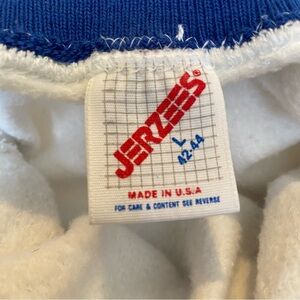 JERZEES®
L
42-44
MADE IN U.S.A
FOR CARE & CONTENT SEE REVERSE